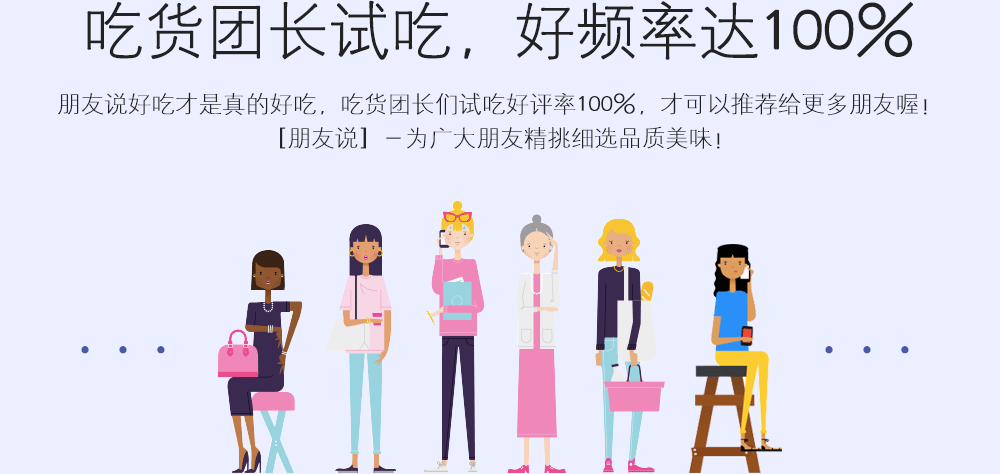 吃货团长试吃，好频率达100%
朋友说好吃才是真的好吃，吃货团长们试吃好评率100%，才可以推荐给更多朋友喔！
［朋友说］－为广大朋友精挑细选品质美味！